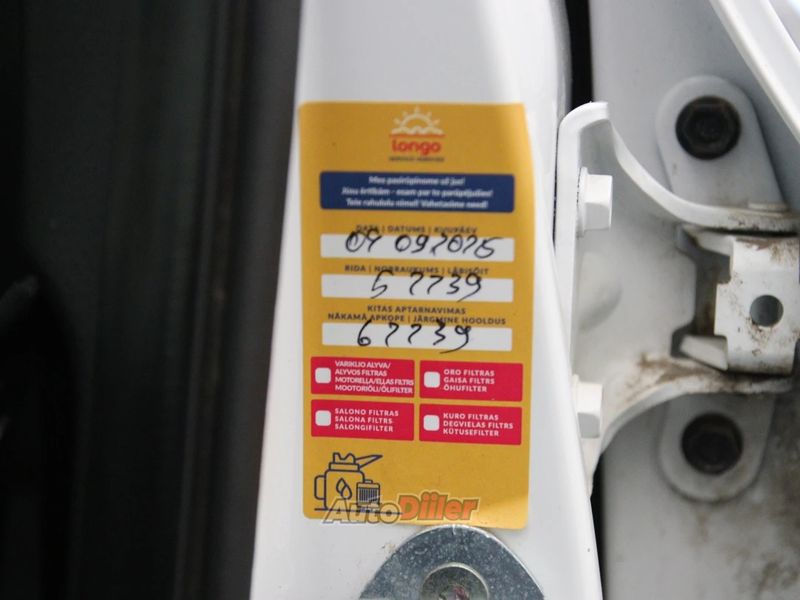 Longo
Mes pasirūpinome už jus!
Jūsu ērtībām - esam par to parūpējušies!
Teie rahulolu nimel! Vahetasime need!
DATA | DATUMS | KUUPÄEV
04 09 2025
RIDA | NOBRAUKUMS | LÄBISÕIT
57739
KITAS APTARNAVIMAS
NĀKAMĀ APKOPE | JÄRGMINE HOOLDUS
67739
VARIKLIO ALYVA/
ALYVOS FILTRAS
MOTOREĻĻA/EĻĻAS FILTRS
MOOTORIÕLI/ÕLIFILTER
ORO FILTRAS
GAISA FILTRS
ÕHUFILTER
SALONO FILTRAS
SALONA FILTRS
SALONGIFILTER
KURO FILTRAS
DEGVIELAS FILTRS
KÜTUSEFILTER
AutoDiiler